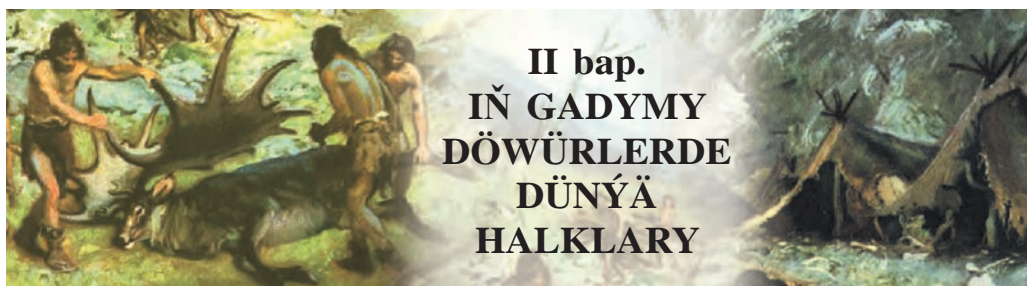 II bap.
IŇ GADYMY
DÖWÜRLERDE
DÜNÝÄ
HALKLARY